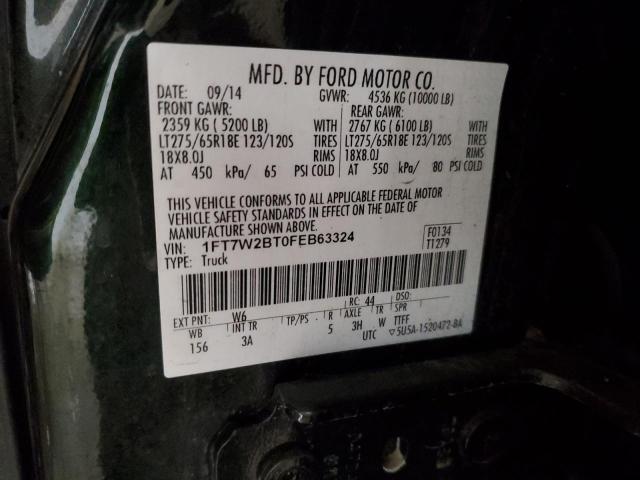 MFD. BY FORD MOTOR CO.
DATE: 09/14 GVWR: 4536 KG (10000 LB)
FRONT GAWR: REAR GAWR:
2359 KG ( 5200 LB) WITH 2767 KG ( 6100 LB) WITH
LT275/65R18E 123/120S TIRES LT275/65R18E 123/120S TIRES
18X8.0J RIMS 18X8.0J RIMS
AT 450 kPa/ 65 PSI COLD AT 550 kPa/ 80 PSI COLD
THIS VEHICLE CONFORMS TO ALL APPLICABLE FEDERAL MOTOR
VEHICLE SAFETY STANDARDS IN EFFECT ON THE DATE OF
MANUFACTURE SHOWN ABOVE.
VIN: 1FT7W2BT0FEB63324 F0134
TYPE: Truck T1279
EXT PNT: W6 RC: 44 DSO:
WB INT TR TP/PS R AXLE TR SPR
156 3A 5 3H W TTFF
UTC ▽5U5A-1520472-BA